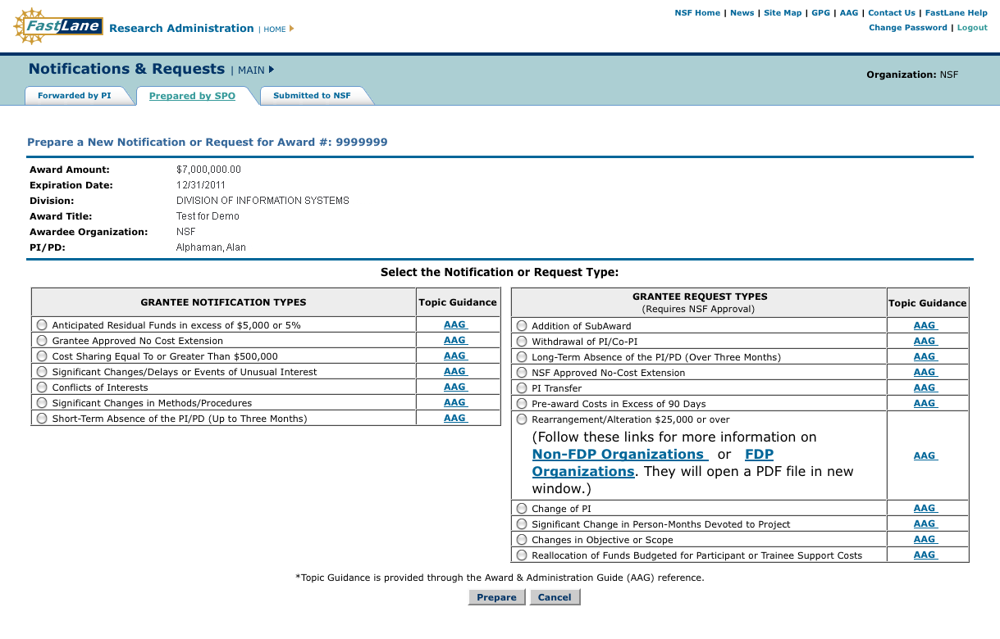 FastLane
Research Administration | HOME
NSF Home | News | Site Map | GPG | AAG | Contact Us | FastLane Help
Change Password | Logout
Notifications & Requests | MAIN
Organization: NSF
Forwarded by PI
Prepared by SPO
Submitted to NSF
Prepare a New Notification or Request for Award #: 9999999
Award Amount: $7,000,000.00
Expiration Date: 12/31/2011
Division: DIVISION OF INFORMATION SYSTEMS
Award Title: Test for Demo
Awardee Organization: NSF
PI/PD: Alphaman, Alan
Select the Notification or Request Type:
GRANTEE NOTIFICATION TYPES Topic Guidance
Anticipated Residual Funds in excess of $5,000 or 5% AAG
Grantee Approved No Cost Extension AAG
Cost Sharing Equal To or Greater Than $500,000 AAG
Significant Changes/Delays or Events of Unusual Interest AAG
Conflicts of Interests AAG
Significant Changes in Methods/Procedures AAG
Short-Term Absence of the PI/PD (Up to Three Months) AAG
GRANTEE REQUEST TYPES
(Requires NSF Approval)
Topic Guidance
Addition of SubAward AAG
Withdrawal of PI/Co-PI AAG
Long-Term Absence of the PI/PD (Over Three Months) AAG
NSF Approved No-Cost Extension AAG
PI Transfer AAG
Pre-award Costs in Excess of 90 Days AAG
Rearrangement/Alteration $25,000 or over
(Follow these links for more information on
Non-FDP Organizations or FDP
Organizations. They will open a PDF file in new
window.)
AAG
Change of PI AAG
Significant Change in Person-Months Devoted to Project AAG
Changes in Objective or Scope AAG
Reallocation of Funds Budgeted for Participant or Trainee Support Costs AAG
*Topic Guidance is provided through the Award & Administration Guide (AAG) reference.
Prepare Cancel